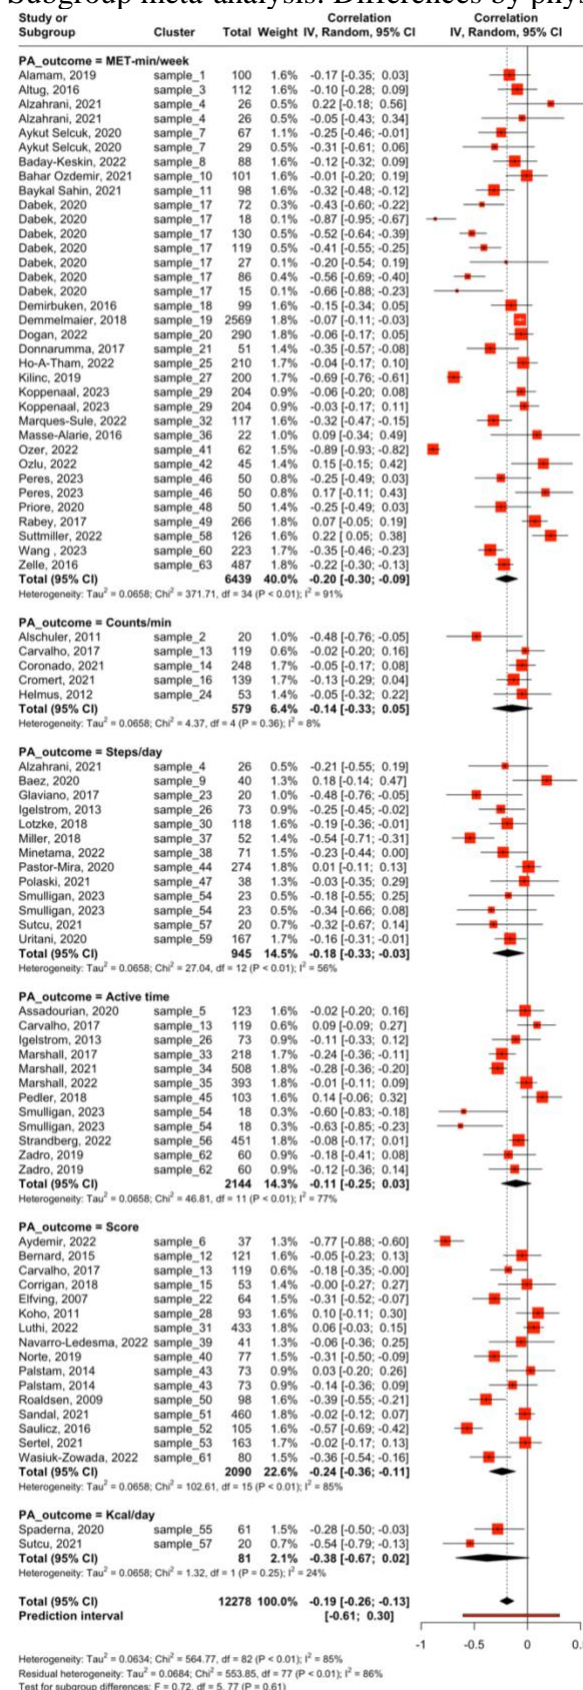 Subgroup meta-analysis. Differences by phys
Study or Subgroup Cluster Total Weight Correlation IV, Random, 95% CI Correlation IV, Random, 95% CI
PA_outcome = MET-min/week
Alamam, 2019 sample_1 100 1.6% -0.17 [-0.35; 0.03]
Altug, 2016 sample_3 112 1.6% -0.10 [-0.28; 0.09]
Alzahrani, 2021 sample_4 26 0.5% 0.22 [-0.18; 0.56]
Alzahrani, 2021 sample_4 26 0.5% -0.05 [-0.43; 0.34]
Aykut Selcuk, 2020 sample_7 67 1.1% -0.25 [-0.46; -0.01]
Aykut Selcuk, 2020 sample_7 29 0.8% -0.31 [-0.61; 0.06]
Baday-Keskin, 2022 sample_8 88 1.6% -0.12 [-0.32; 0.09]
Bahar Ozdemir, 2021 sample_10 101 1.6% -0.01 [-0.20; 0.19]
Baykal Sahin, 2021 sample_11 98 1.6% -0.32 [-0.48; -0.12]
Dabek, 2020 sample_17 72 0.3% -0.43 [-0.60; -0.22]
Dabek, 2020 sample_17 18 0.1% -0.87 [-0.95; -0.67]
Dabek, 2020 sample_17 130 0.4% -0.52 [-0.64; -0.39]
Dabek, 2020 sample_17 119 0.4% -0.41 [-0.55; -0.25]
Dabek, 2020 sample_17 27 0.1% -0.20 [-0.54; 0.19]
Dabek, 2020 sample_17 86 0.4% -0.56 [-0.69; -0.40]
Dabek, 2020 sample_17 15 0.1% -0.66 [-0.88; -0.23]
Demirbuken, 2016 sample_18 99 1.6% -0.15 [-0.34; 0.05]
Demmelmaier, 2018 sample_19 2569 1.8% -0.07 [-0.11; -0.03]
Dogan, 2022 sample_20 290 1.8% -0.06 [-0.17; 0.05]
Donnarumma, 2017 sample_21 51 1.4% -0.35 [-0.57; -0.08]
Ho-A-Tham, 2022 sample_25 210 1.7% -0.04 [-0.17; 0.10]
Kilinc, 2019 sample_27 200 1.7% -0.69 [-0.76; -0.61]
Koppenaal, 2023 sample_29 204 0.9% -0.06 [-0.20; 0.08]
Koppenaal, 2023 sample_29 204 0.9% -0.03 [-0.17; 0.11]
Marques-Sule, 2022 sample_32 117 1.6% -0.32 [-0.47; -0.15]
Masse-Alarie, 2016 sample_36 22 1.0% 0.09 [-0.34; 0.49]
Ozer, 2022 sample_41 62 1.5% -0.89 [-0.93; -0.82]
Ozlu, 2022 sample_42 45 1.4% 0.15 [-0.15; 0.42]
Peres, 2023 sample_46 50 0.8% -0.25 [-0.49; 0.03]
Peres, 2023 sample_46 50 0.8% 0.17 [-0.11; 0.43]
Priore, 2020 sample_48 50 1.4% -0.25 [-0.49; 0.03]
Rabey, 2017 sample_49 266 1.8% 0.07 [-0.05; 0.19]
Suttmiller, 2022 sample_58 126 1.6% 0.22 [ 0.05; 0.38]
Wang , 2023 sample_60 223 1.7% -0.35 [-0.46; -0.23]
Zelle, 2016 sample_63 487 1.8% -0.22 [-0.30; -0.13]
Total (95% CI) 6439 40.0% -0.20 [-0.30; -0.09]
Heterogeneity: Tau² = 0.0658; Chi² = 371.71, df = 34 (P < 0.01); I² = 91%
PA_outcome = Counts/min
Alschuler, 2011 sample_2 20 1.0% -0.48 [-0.76; -0.05]
Carvalho, 2017 sample_13 119 0.6% -0.02 [-0.20; 0.16]
Coronado, 2021 sample_14 248 1.7% -0.05 [-0.17; 0.08]
Cromert, 2021 sample_16 139 1.7% -0.13 [-0.29; 0.04]
Helmus, 2012 sample_24 53 1.4% -0.05 [-0.32; 0.22]
Total (95% CI) 579 6.4% -0.14 [-0.33; 0.05]
Heterogeneity: Tau² = 0.0658; Chi² = 4.37, df = 4 (P = 0.36); I² = 8%
PA_outcome = Steps/day
Alzahrani, 2021 sample_4 26 0.5% -0.21 [-0.55; 0.19]
Baez, 2020 sample_9 40 1.3% 0.18 [-0.14; 0.47]
Glaviano, 2017 sample_23 20 1.0% -0.48 [-0.76; -0.05]
Igelstrom, 2013 sample_26 73 0.9% -0.25 [-0.45; -0.02]
Lotzke, 2018 sample_30 118 1.6% -0.19 [-0.36; -0.01]
Miller, 2018 sample_37 52 1.4% -0.54 [-0.71; -0.31]
Minetama, 2022 sample_38 71 1.5% -0.23 [-0.44; 0.00]
Pastor-Mira, 2020 sample_44 274 1.8% 0.01 [-0.11; 0.13]
Polaski, 2021 sample_47 38 1.3% -0.03 [-0.35; 0.29]
Smulligan, 2023 sample_54 23 0.3% -0.18 [-0.55; 0.25]
Smulligan, 2023 sample_54 23 0.3% -0.34 [-0.66; 0.08]
Sutcu, 2021 sample_57 20 0.7% -0.32 [-0.67; 0.14]
Uritani, 2020 sample_59 167 1.7% -0.16 [-0.31; -0.01]
Total (95% CI) 945 14.5% -0.18 [-0.33; -0.03]
Heterogeneity: Tau² = 0.0658; Chi² = 27.04, df = 12 (P < 0.01); I² = 56%
PA_outcome = Active time
Assadourian, 2020 sample_5 123 1.6% -0.02 [-0.20; 0.16]
Carvalho, 2017 sample_13 119 0.6% 0.09 [-0.09; 0.27]
Igelstrom, 2013 sample_26 73 0.9% -0.11 [-0.33; 0.12]
Marshall, 2017 sample_33 218 1.7% -0.24 [-0.36; -0.11]
Marshall, 2021 sample_34 508 1.8% -0.28 [-0.36; -0.20]
Marshall, 2022 sample_35 393 1.8% -0.01 [-0.11; 0.09]
Pedler, 2018 sample_45 103 1.6% 0.14 [-0.06; 0.32]
Smulligan, 2023 sample_54 18 0.3% -0.60 [-0.83; -0.18]
Smulligan, 2023 sample_54 18 0.3% -0.63 [-0.85; -0.23]
Strandberg, 2022 sample_56 451 1.8% -0.08 [-0.17; 0.01]
Zadro, 2019 sample_62 60 0.9% -0.18 [-0.41; 0.08]
Zadro, 2019 sample_62 60 0.9% -0.12 [-0.36; 0.14]
Total (95% CI) 2144 14.3% -0.11 [-0.25; 0.03]
Heterogeneity: Tau² = 0.0658; Chi² = 46.81, df = 11 (P < 0.01); I² = 77%
PA_outcome = Score
Aydemir, 2022 sample_6 37 1.3% -0.77 [-0.88; -0.60]
Bernard, 2015 sample_12 121 1.6% -0.05 [-0.23; 0.13]
Carvalho, 2017 sample_13 119 0.6% -0.18 [-0.35; -0.00]
Corrigan, 2018 sample_15 53 1.4% -0.00 [-0.27; 0.27]
Elfving, 2007 sample_22 64 1.5% -0.31 [-0.52; -0.07]
Koho, 2011 sample_28 93 1.6% 0.10 [-0.11; 0.30]
Luthi, 2022 sample_31 433 1.8% 0.06 [-0.03; 0.15]
Navarro-Ledesma, 2022 sample_39 41 1.4% -0.06 [-0.36; 0.25]
Norte, 2019 sample_40 77 1.5% -0.31 [-0.50; -0.09]
Palstam, 2014 sample_43 73 0.9% 0.03 [-0.20; 0.26]
Palstam, 2014 sample_43 73 0.9% -0.14 [-0.36; 0.09]
Roaldsen, 2009 sample_50 98 1.6% -0.39 [-0.55; -0.21]
Sandal, 2021 sample_51 460 1.8% -0.02 [-0.12; 0.07]
Saulicz, 2016 sample_52 105 1.6% -0.57 [-0.69; -0.42]
Sertel, 2021 sample_53 163 1.7% -0.02 [-0.17; 0.13]
Wasiuk-Zowada, 2022 sample_61 80 1.5% -0.36 [-0.54; -0.16]
Total (95% CI) 2090 22.6% -0.24 [-0.36; -0.11]
Heterogeneity: Tau² = 0.0658; Chi² = 102.61, df = 15 (P < 0.01); I² = 85%
PA_outcome = Kcal/day
Spaderna, 2020 sample_55 61 1.5% -0.28 [-0.50; -0.03]
Sutcu, 2021 sample_57 20 0.7% -0.54 [-0.79; -0.13]
Total (95% CI) 81 2.1% -0.38 [-0.67; 0.02]
Heterogeneity: Tau² = 0.0658; Chi² = 1.32, df = 1 (P = 0.25); I² = 24%
Total (95% CI) 12278 100.0% -0.19 [-0.26; -0.13]
Prediction interval [-0.61; 0.30]
-1 -0.5 0 0.5
Heterogeneity: Tau² = 0.0634; Chi² = 564.77, df = 82 (P < 0.01); I² = 85%
Residual heterogeneity: Tau² = 0.0684; Chi² = 553.85, df = 77 (P < 0.01); I² = 86%
Test for subgroup differences: F = 0.72, df = 5, 77 (P = 0.61)